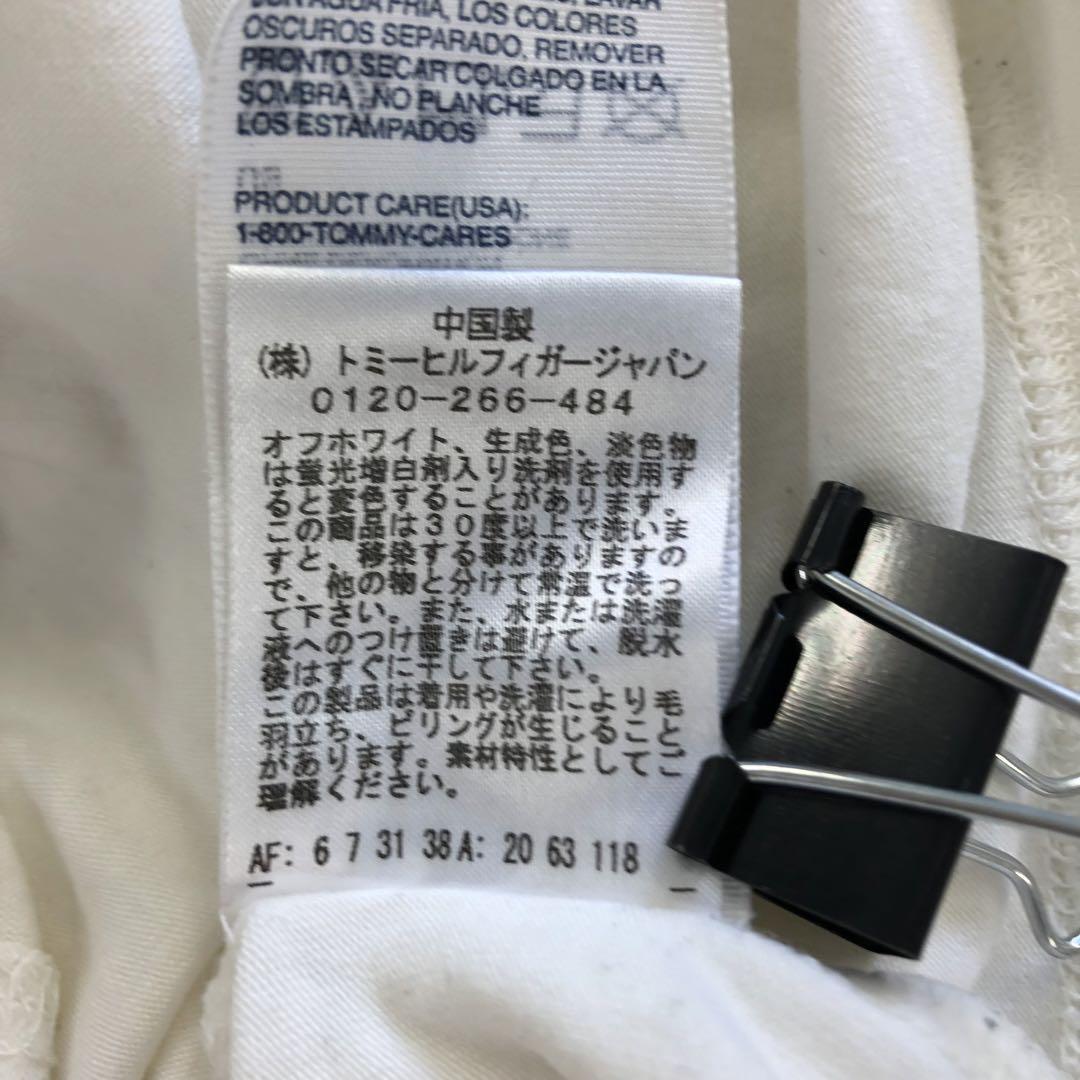 CON AGUA FRIA, LOS COLORES
OSCUROS SEPARADO, REMOVER
PRONTO SECAR COLGADO EN LA
SOMBRA, NO PLANCHE
LOS ESTAMPADOS
PRODUCT CARE(USA):
1-800-TOMMY-CARES
中国製
(株) トミーヒルフィガージャパン
0120-266-484
オフホワイト、生成色、淡色物
は蛍光増白剤入り洗剤を使用す
ると変色することがあります。
この商品は30度以上で洗いま
すと、移染する事がありますの
で、他の物と分けて常温で洗っ
て下さい。また、水または洗濯
液へのつけ置きは避けて、脱水
後はすぐに干して下さい。
この製品は着用や洗濯により毛
羽立ち、ピリングが生じること
があります。素材特性としてご
理解ください。
AF: 6 7 31 38 A: 20 63 118